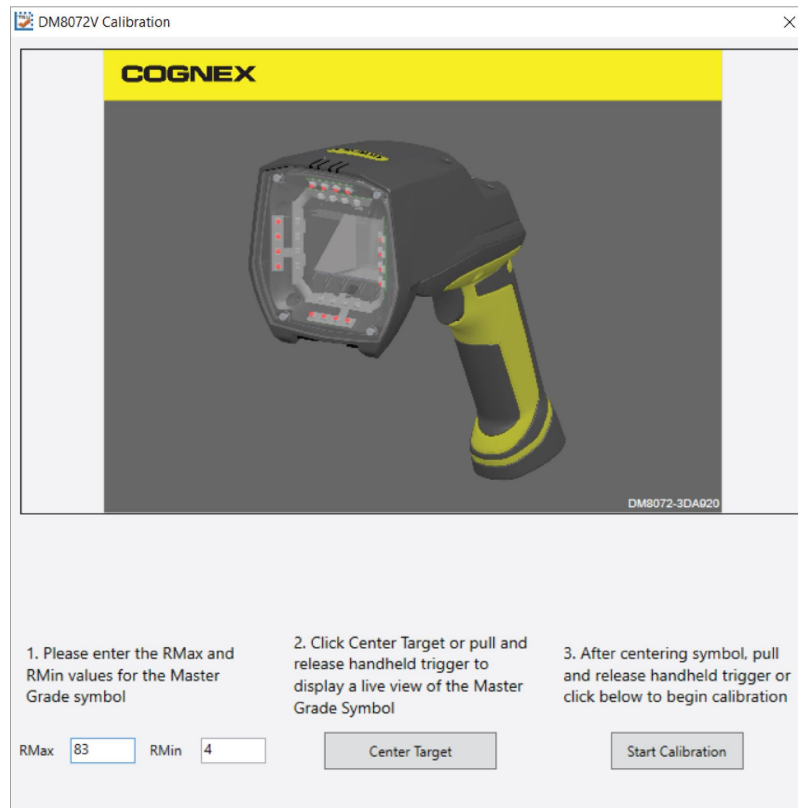 DM8072V Calibration
COGNEX
DM8072-3DA920
1. Please enter the RMax and
RMin values for the Master
Grade symbol
2. Click Center Target or pull and
release handheld trigger to
display a live view of the Master
Grade Symbol
3. After centering symbol, pull
and release handheld trigger or
click below to begin calibration
RMax 83 RMin 4
Center Target
Start Calibration